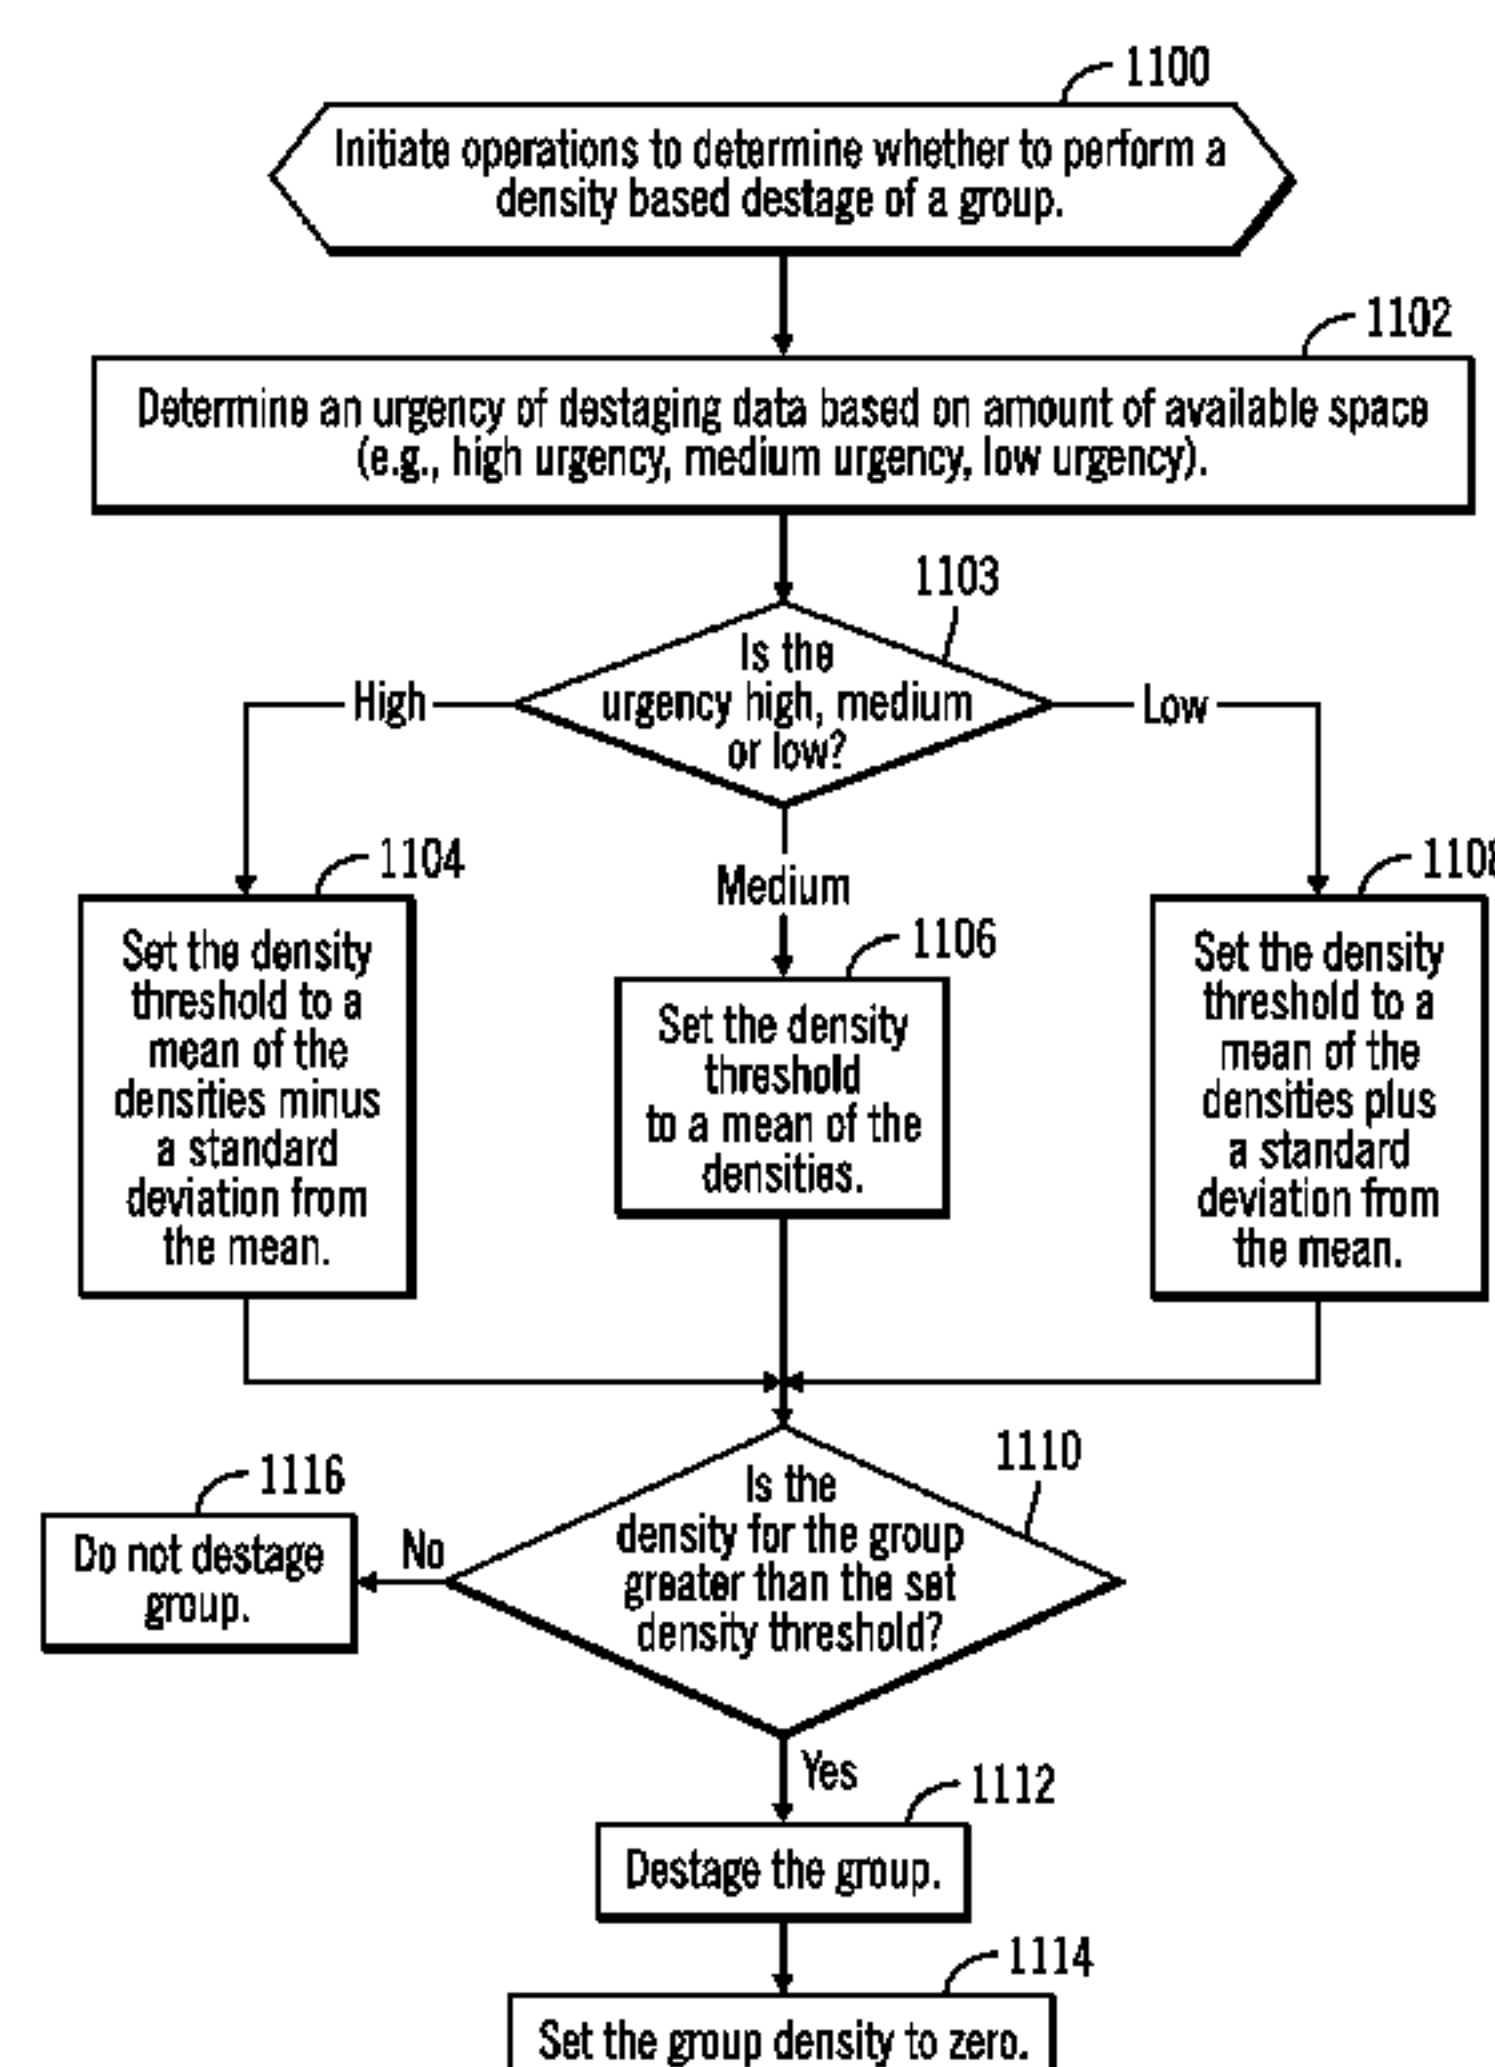 1100
Initiate operations to determine whether to perform a
density based destage of a group.
1102
Determine an urgency of destaging data based on amount of available space
(e.g., high urgency, medium urgency, low urgency).
1103
Is the
urgency high, medium
or low?
High
Low
Medium
1104
Set the density
threshold to a
mean of the
densities minus
a standard
deviation from
the mean.
1106
Set the density
threshold
to a mean of the
densities.
1108
Set the density
threshold to a
mean of the
densities plus
a standard
deviation from
the mean.
1110
Is the
density for the group
greater than the set
density threshold?
No
1116
Do not destage
group.
Yes
1112
Destage the group.
1114
Set the group density to zero.